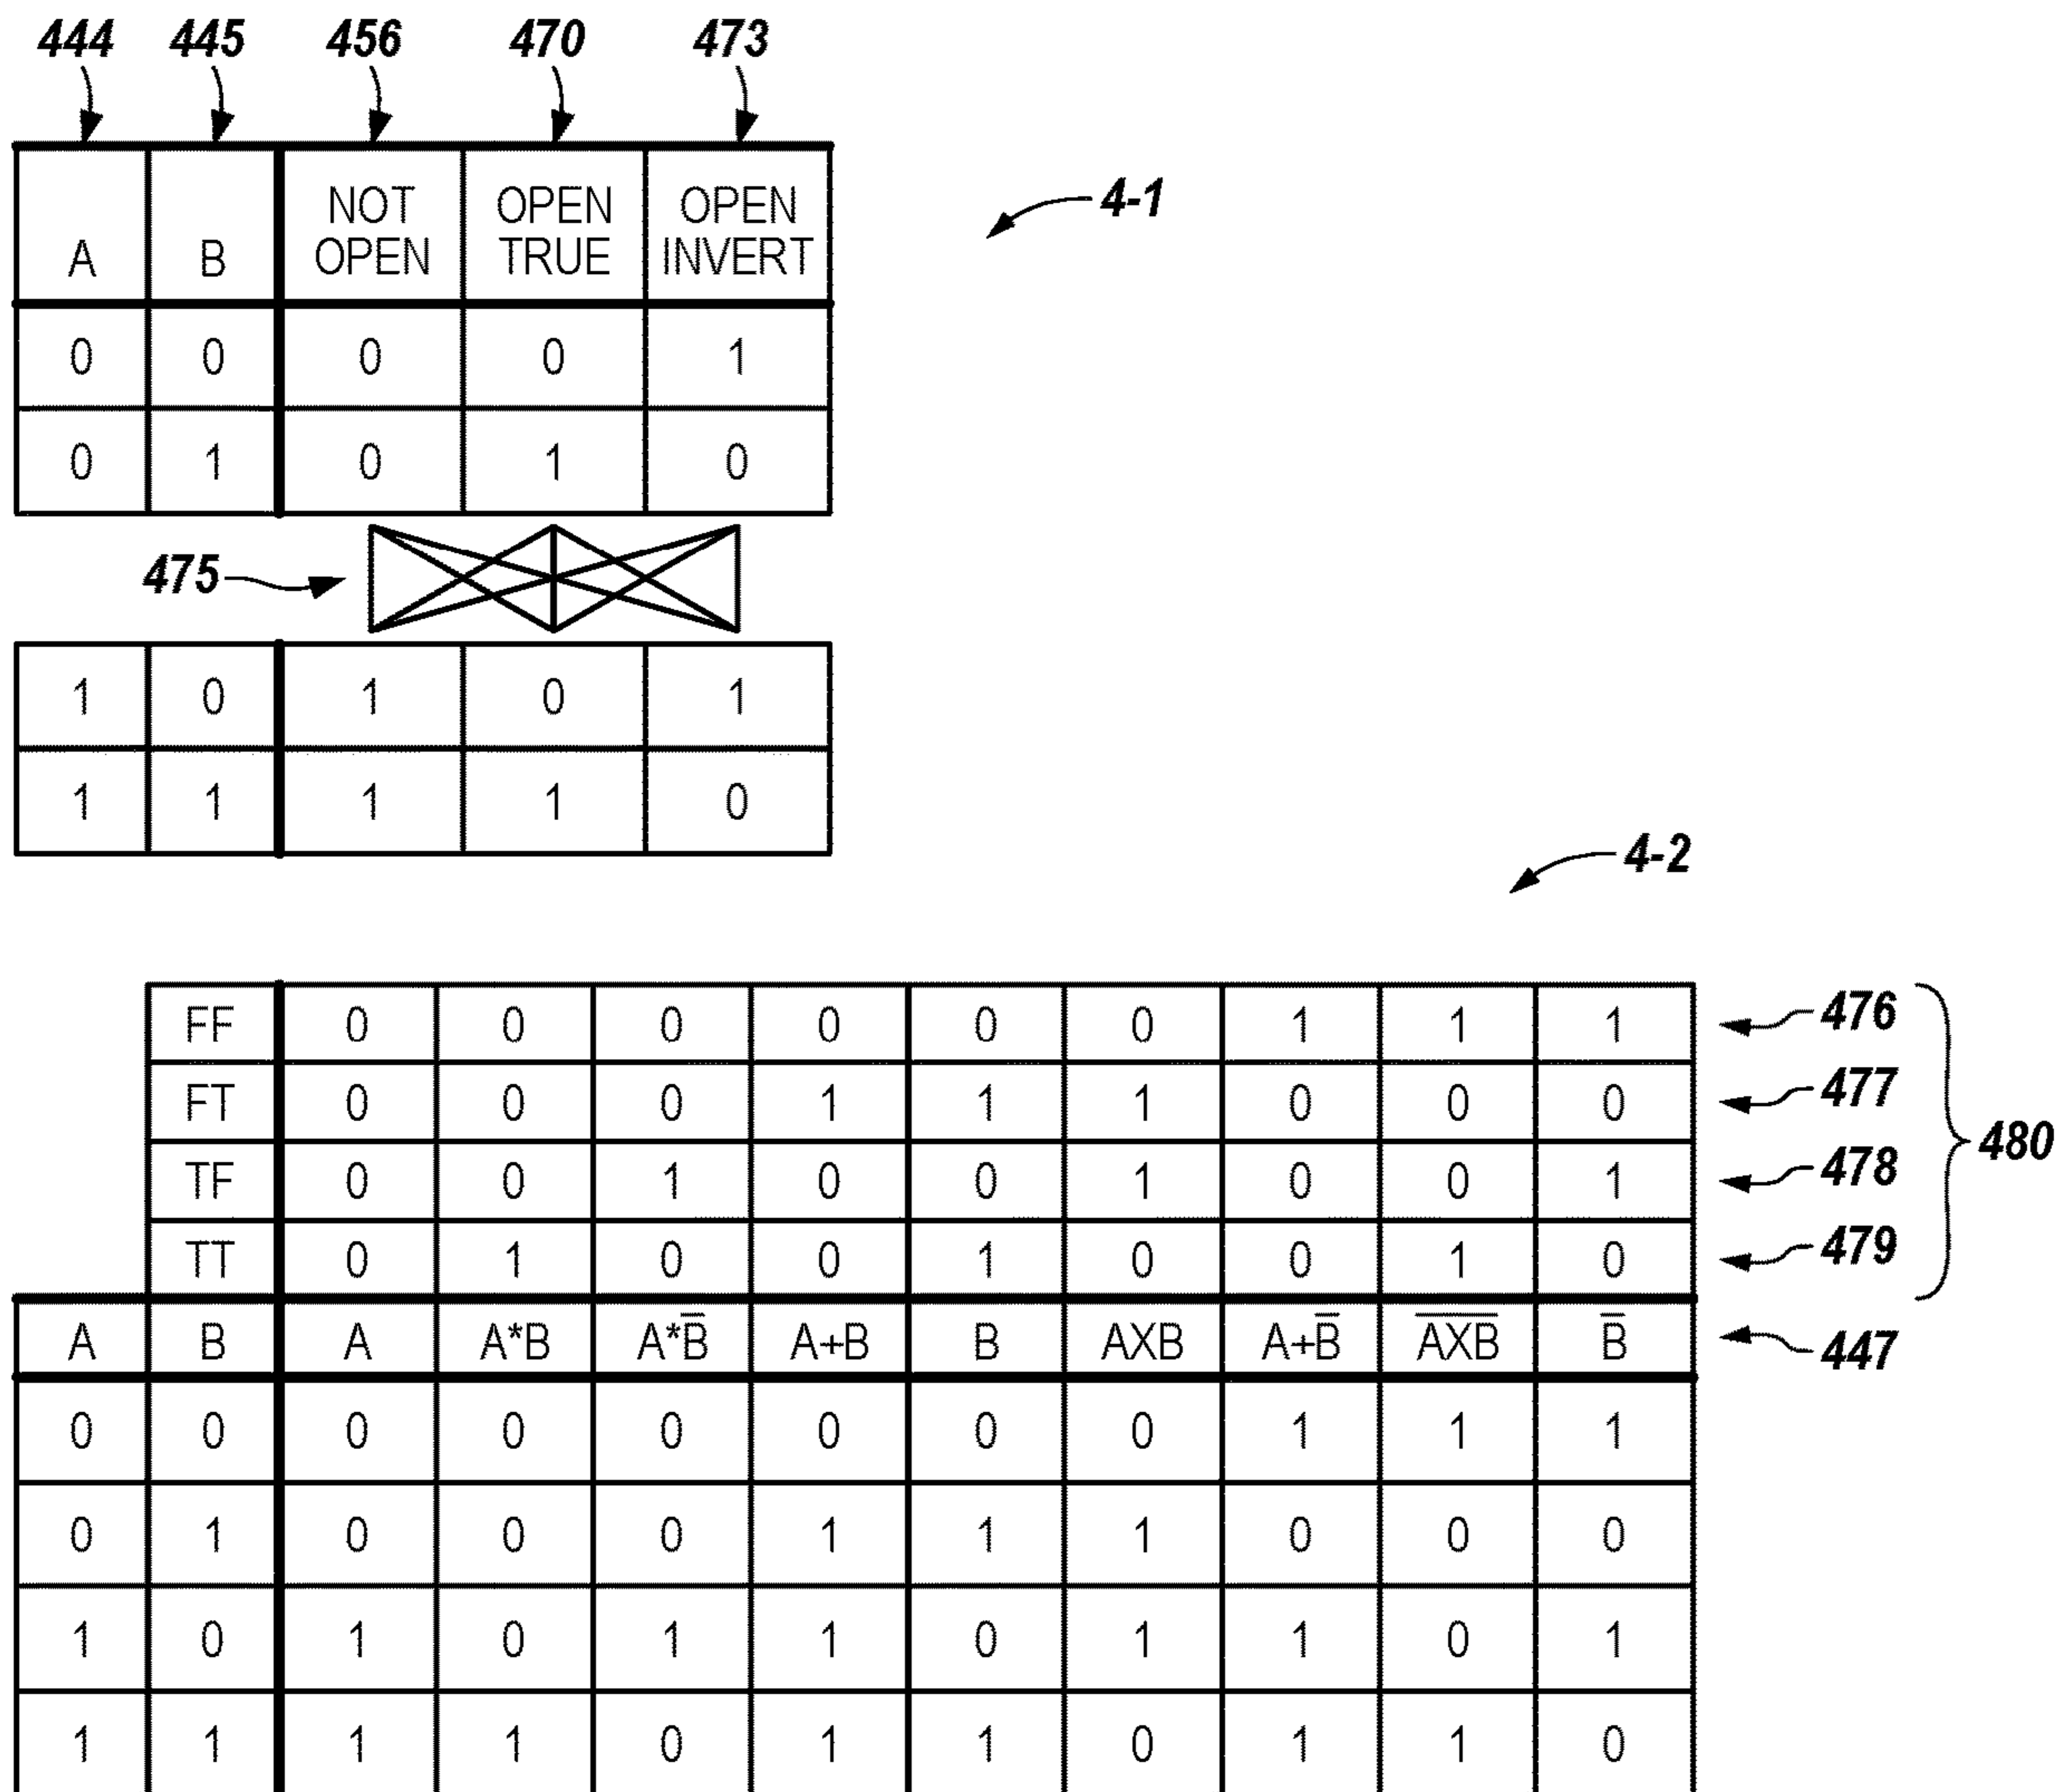 444 445 456 470 473
A B NOT OPEN OPEN TRUE OPEN INVERT
4-1
0 0 0 0 1
0 1 0 1 0
475
1 0 1 0 1
1 1 1 1 0
4-2
FF 0 0 0 0 0 0 1 1 1 476
FT 0 0 0 1 1 1 0 0 0 477
480
TF 0 0 1 0 0 1 0 0 1 478
TT 0 1 0 0 1 0 0 1 0 479
A B A A*B A*B̅ A+B B AXB A+B̅ A̅X̅B̅ B̅ 447
0 0 0 0 0 0 0 0 1 1 1
0 1 0 0 0 1 1 1 0 0 0
1 0 1 0 1 1 0 1 1 0 1
1 1 1 1 0 1 1 0 1 1 0